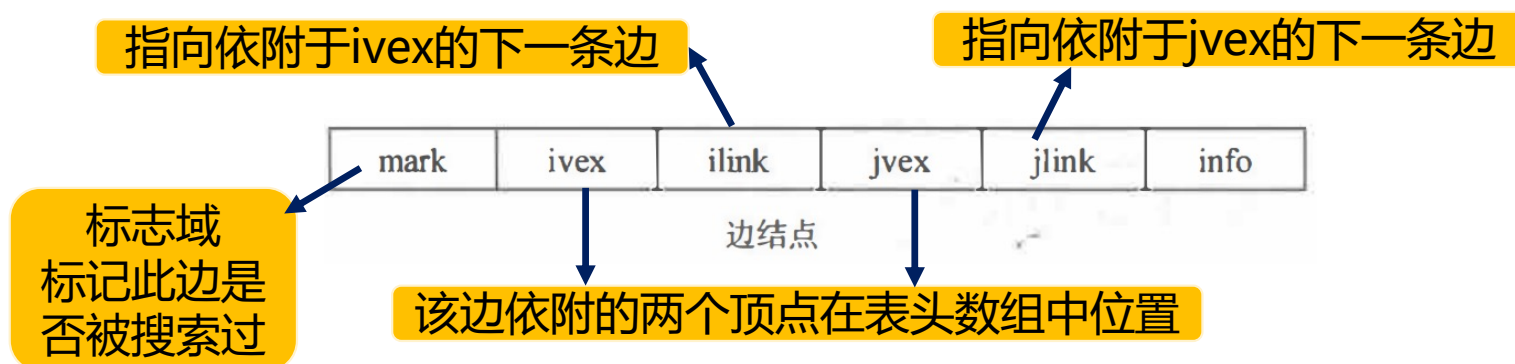 指向依附于ivex的下一条边
指向依附于jvex的下一条边
mark ivex ilink jvex jlink info
边结点
标志域
标记此边是
否被搜索过
该边依附的两个顶点在表头数组中位置